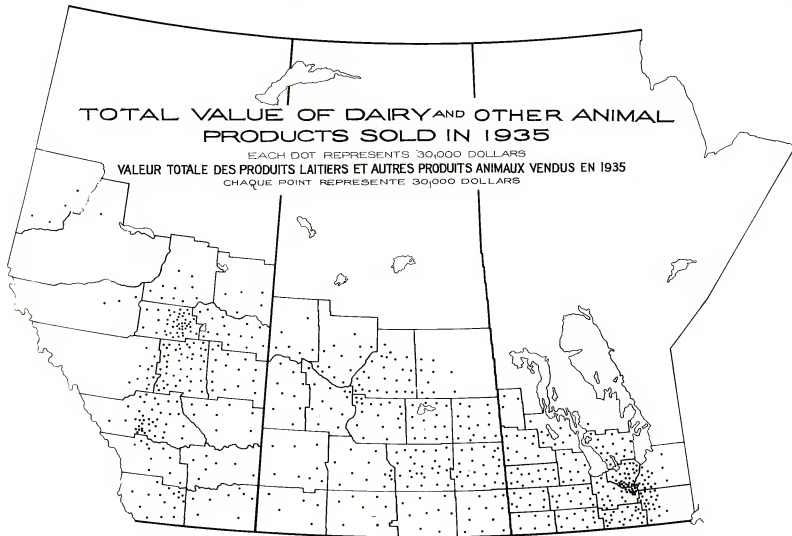 TOTAL VALUE OF DAIRY AND OTHER ANIMAL
PRODUCTS SOLD IN 1935
EACH DOT REPRESENTS 30,000 DOLLARS
VALEUR TOTALE DES PRODUITS LAITIERS ET AUTRES PRODUITS ANIMAUX VENDUS EN 1935
CHAQUE POINT REPRESENTE 30,000 DOLLARS